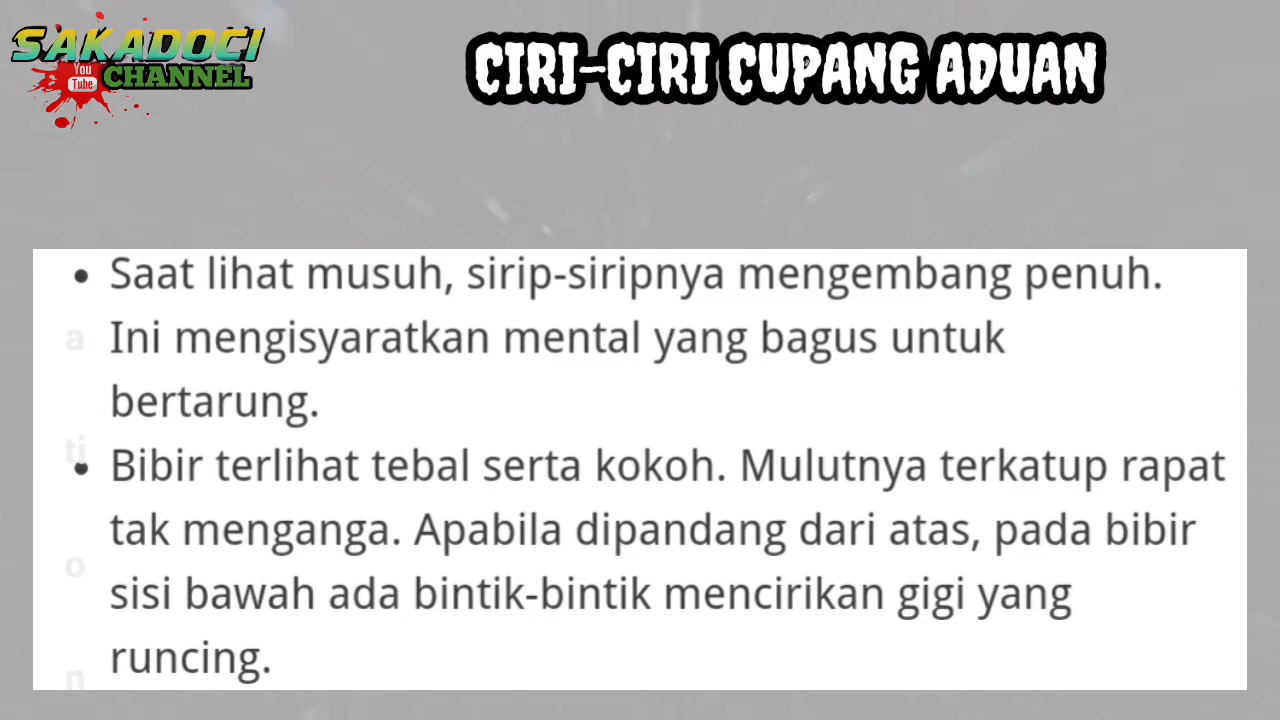 SAKADOCI
You
Tube
CHANNEL
CIRI-CIRI CUPANG ADUAN
• Saat lihat musuh, sirip-siripnya mengembang penuh.
Ini mengisyaratkan mental yang bagus untuk
bertarung.
• Bibir terlihat tebal serta kokoh. Mulutnya terkatup rapat
tak menganga. Apabila dipandang dari atas, pada bibir
sisi bawah ada bintik-bintik mencirikan gigi yang
runcing.
a
ti
o
n